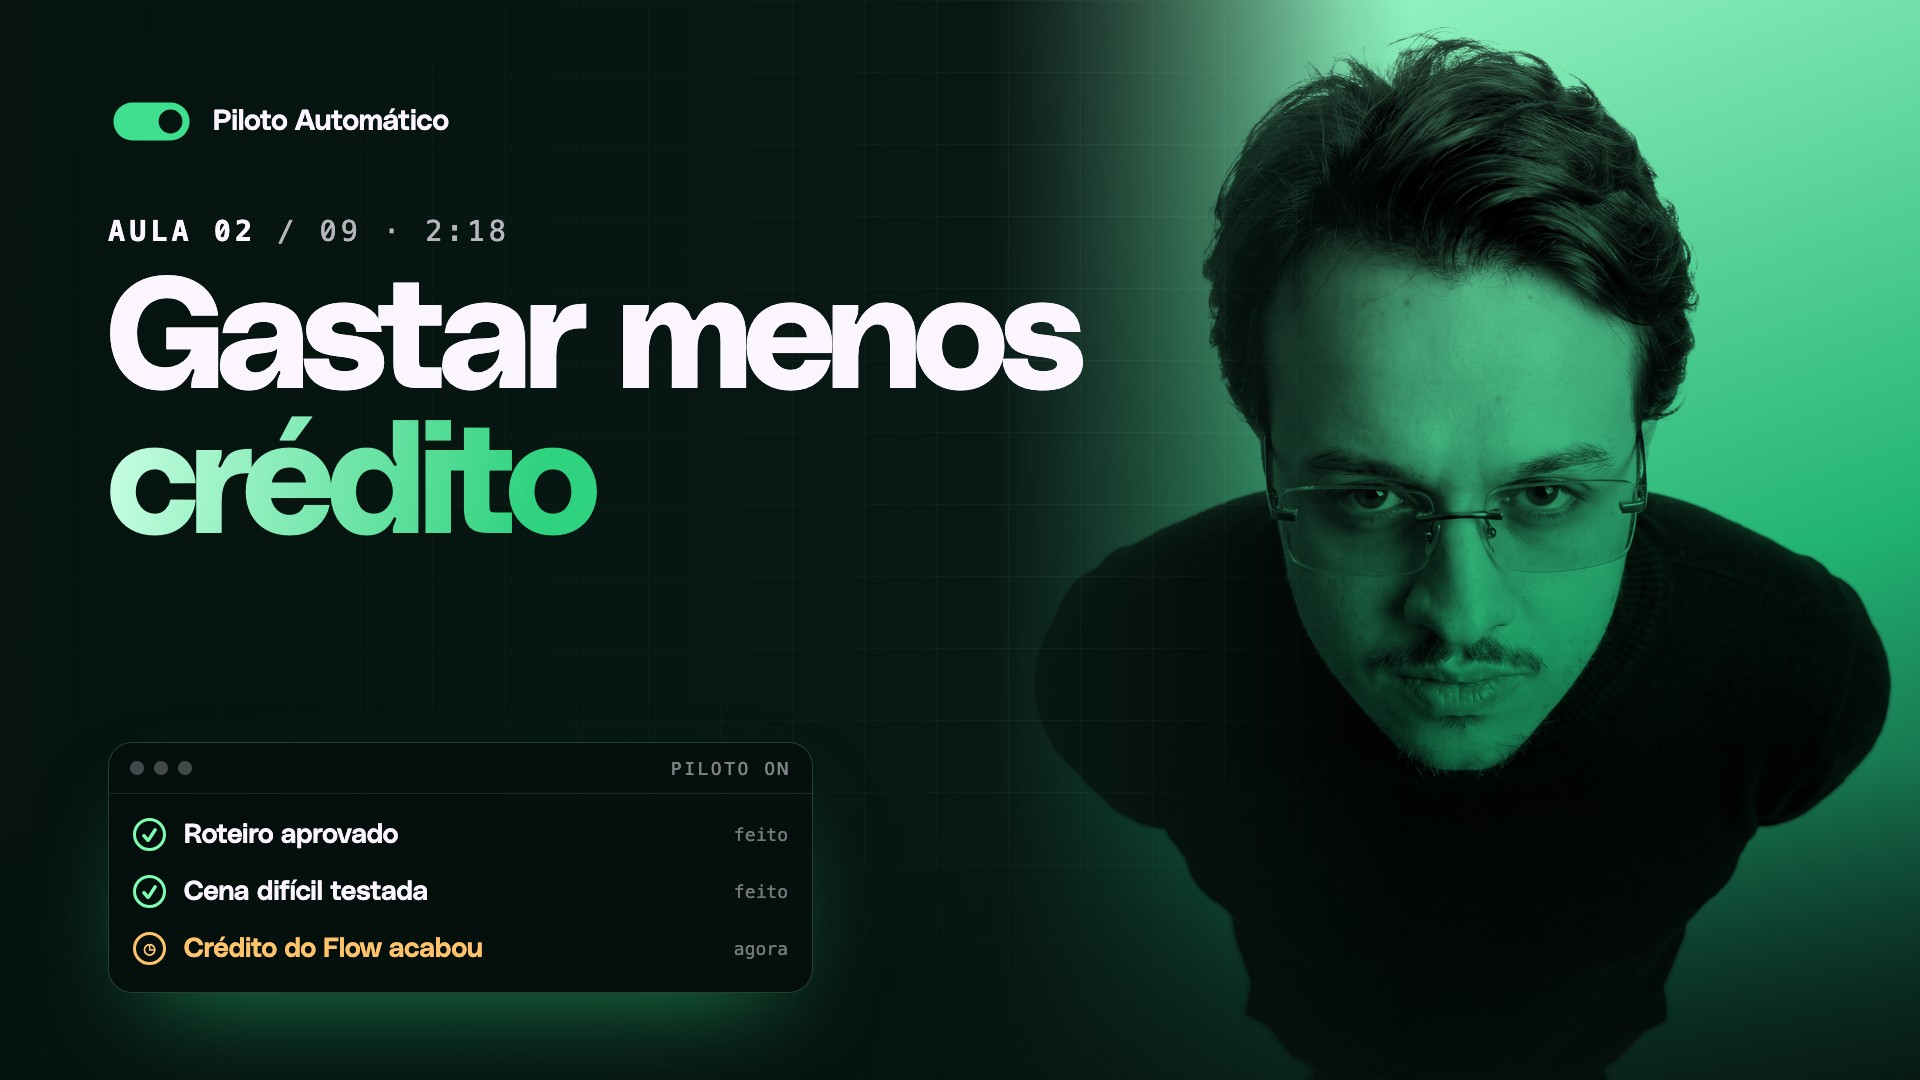 Piloto Automático
AULA 02 / 09 · 2:18
Gastar menos
crédito
PILOTO ON
Roteiro aprovado feito
Cena difícil testada feito
Crédito do Flow acabou agora